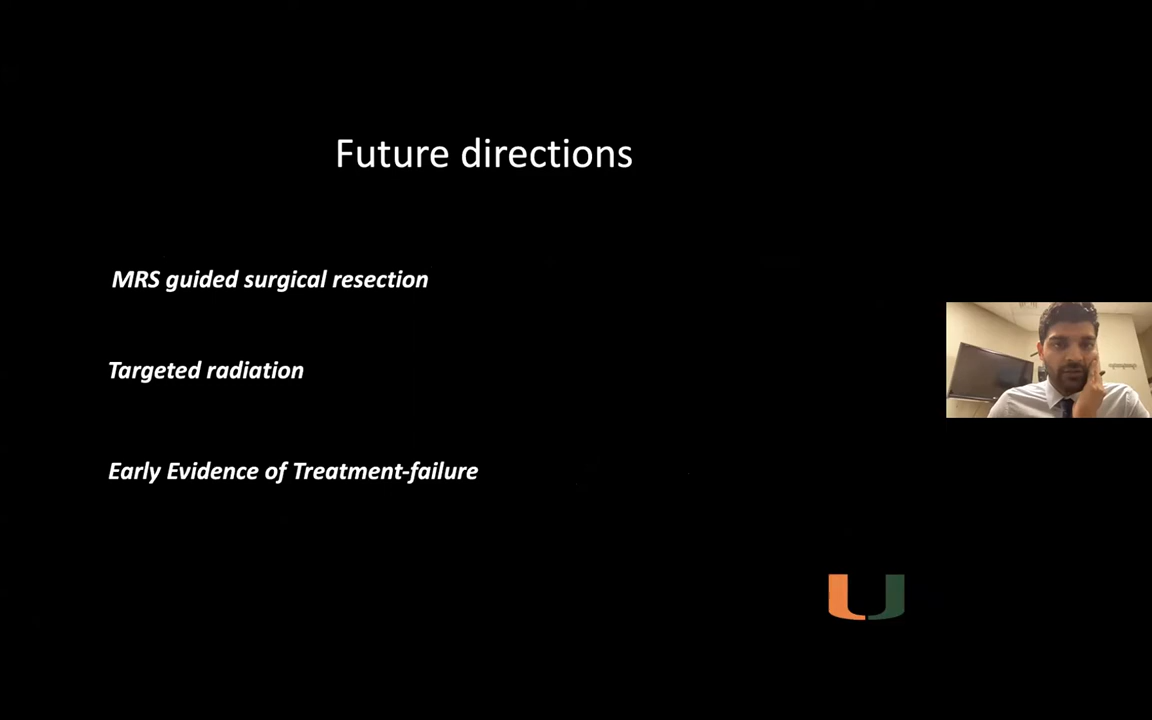 Future directions
MRS guided surgical resection
Targeted radiation
Early Evidence of Treatment-failure